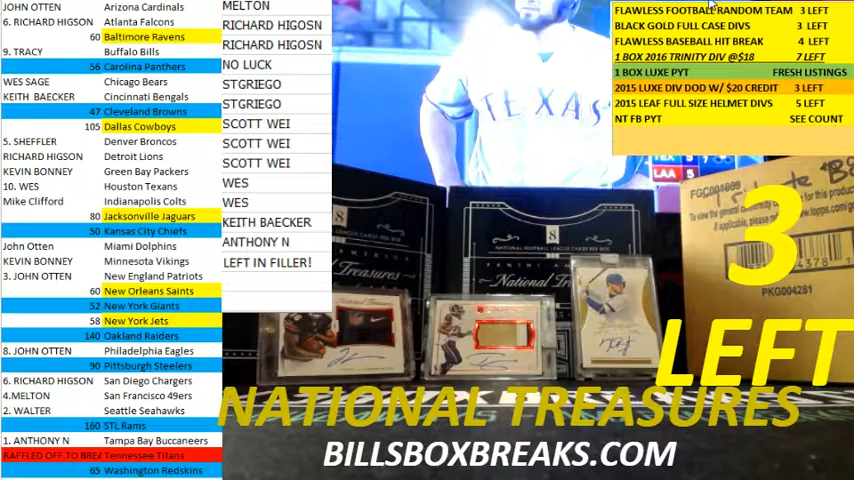 JOHN OTTEN Arizona Cardinals
6. RICHARD HIGSON Atlanta Falcons
60 Baltimore Ravens
9. TRACY Buffalo Bills
56 Carolina Panthers
WES SAGE Chicago Bears
KEITH BAECKER Cincinnati Bengals
47 Cleveland Browns
105 Dallas Cowboys
5. SHEFFLER Denver Broncos
RICHARD HIGSON Detroit Lions
KEVIN BONNEY Green Bay Packers
10. WES Houston Texans
Mike Clifford Indianapolis Colts
80 Jacksonville Jaguars
50 Kansas City Chiefs
John Otten Miami Dolphins
KEVIN BONNEY Minnesota Vikings
3. JOHN OTTEN New England Patriots
60 New Orleans Saints
52 New York Giants
58 New York Jets
140 Oakland Raiders
8. JOHN OTTEN Philadelphia Eagles
90 Pittsburgh Steelers
6. RICHARD HIGSON San Diego Chargers
4.MELTON San Francisco 49ers
2. WALTER Seattle Seahawks
160 STL Rams
1. ANTHONY N Tampa Bay Buccaneers
RAFFLED OFF TO BREA Tennessee Titans
65 Washington Redskins
MELTON
RICHARD HIGOSN
RICHARD HIGOSN
NO LUCK
STGRIEGO
STGRIEGO
SCOTT WEI
SCOTT WEI
SCOTT WEI
WES
WES
KEITH BAECKER
ANTHONY N
LEFT IN FILLER!
FLAWLESS FOOTBALL RANDOM TEAM 3 LEFT
BLACK GOLD FULL CASE DIVS 3 LEFT
FLAWLESS BASEBALL HIT BREAK 4 LEFT
1 BOX 2016 TRINITY DIV @$18 7 LEFT
1 BOX LUXE PYT FRESH LISTINGS
2015 LUXE DIV DOD W/ $20 CREDIT 3 LEFT
2015 LEAF FULL SIZE HELMET DIVS 5 LEFT
NT FB PYT SEE COUNT
TEXAS
TEX 5
LAA 5
8
8
National Treasures
PKG004281
3
LEFT
NATIONAL TREASURES
BILLSBOXBREAKS.COM